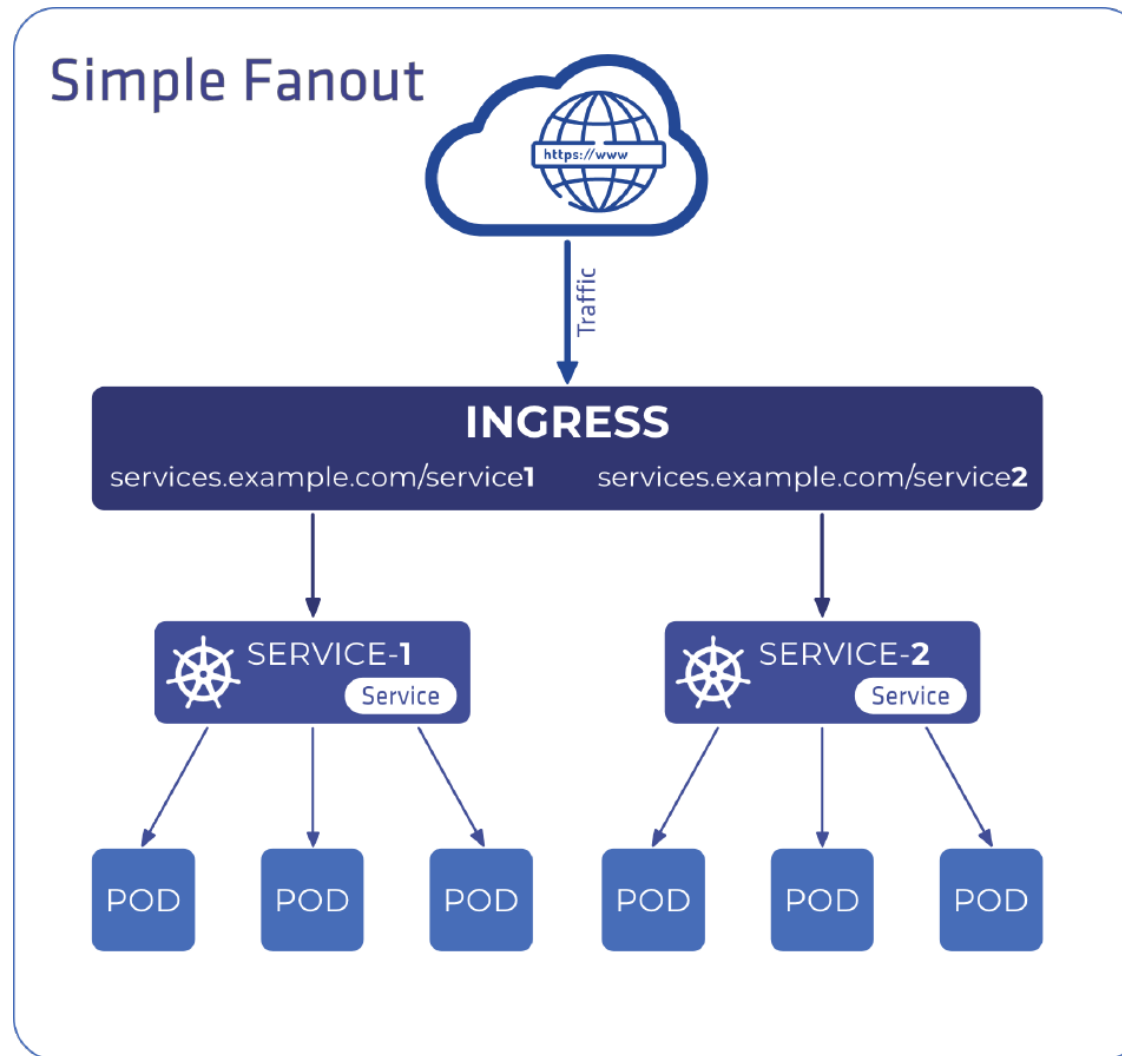 Simple Fanout
https://www
Traffic
INGRESS
services.example.com/service1
services.example.com/service2
SERVICE-1
Service
SERVICE-2
Service
POD
POD
POD
POD
POD
POD